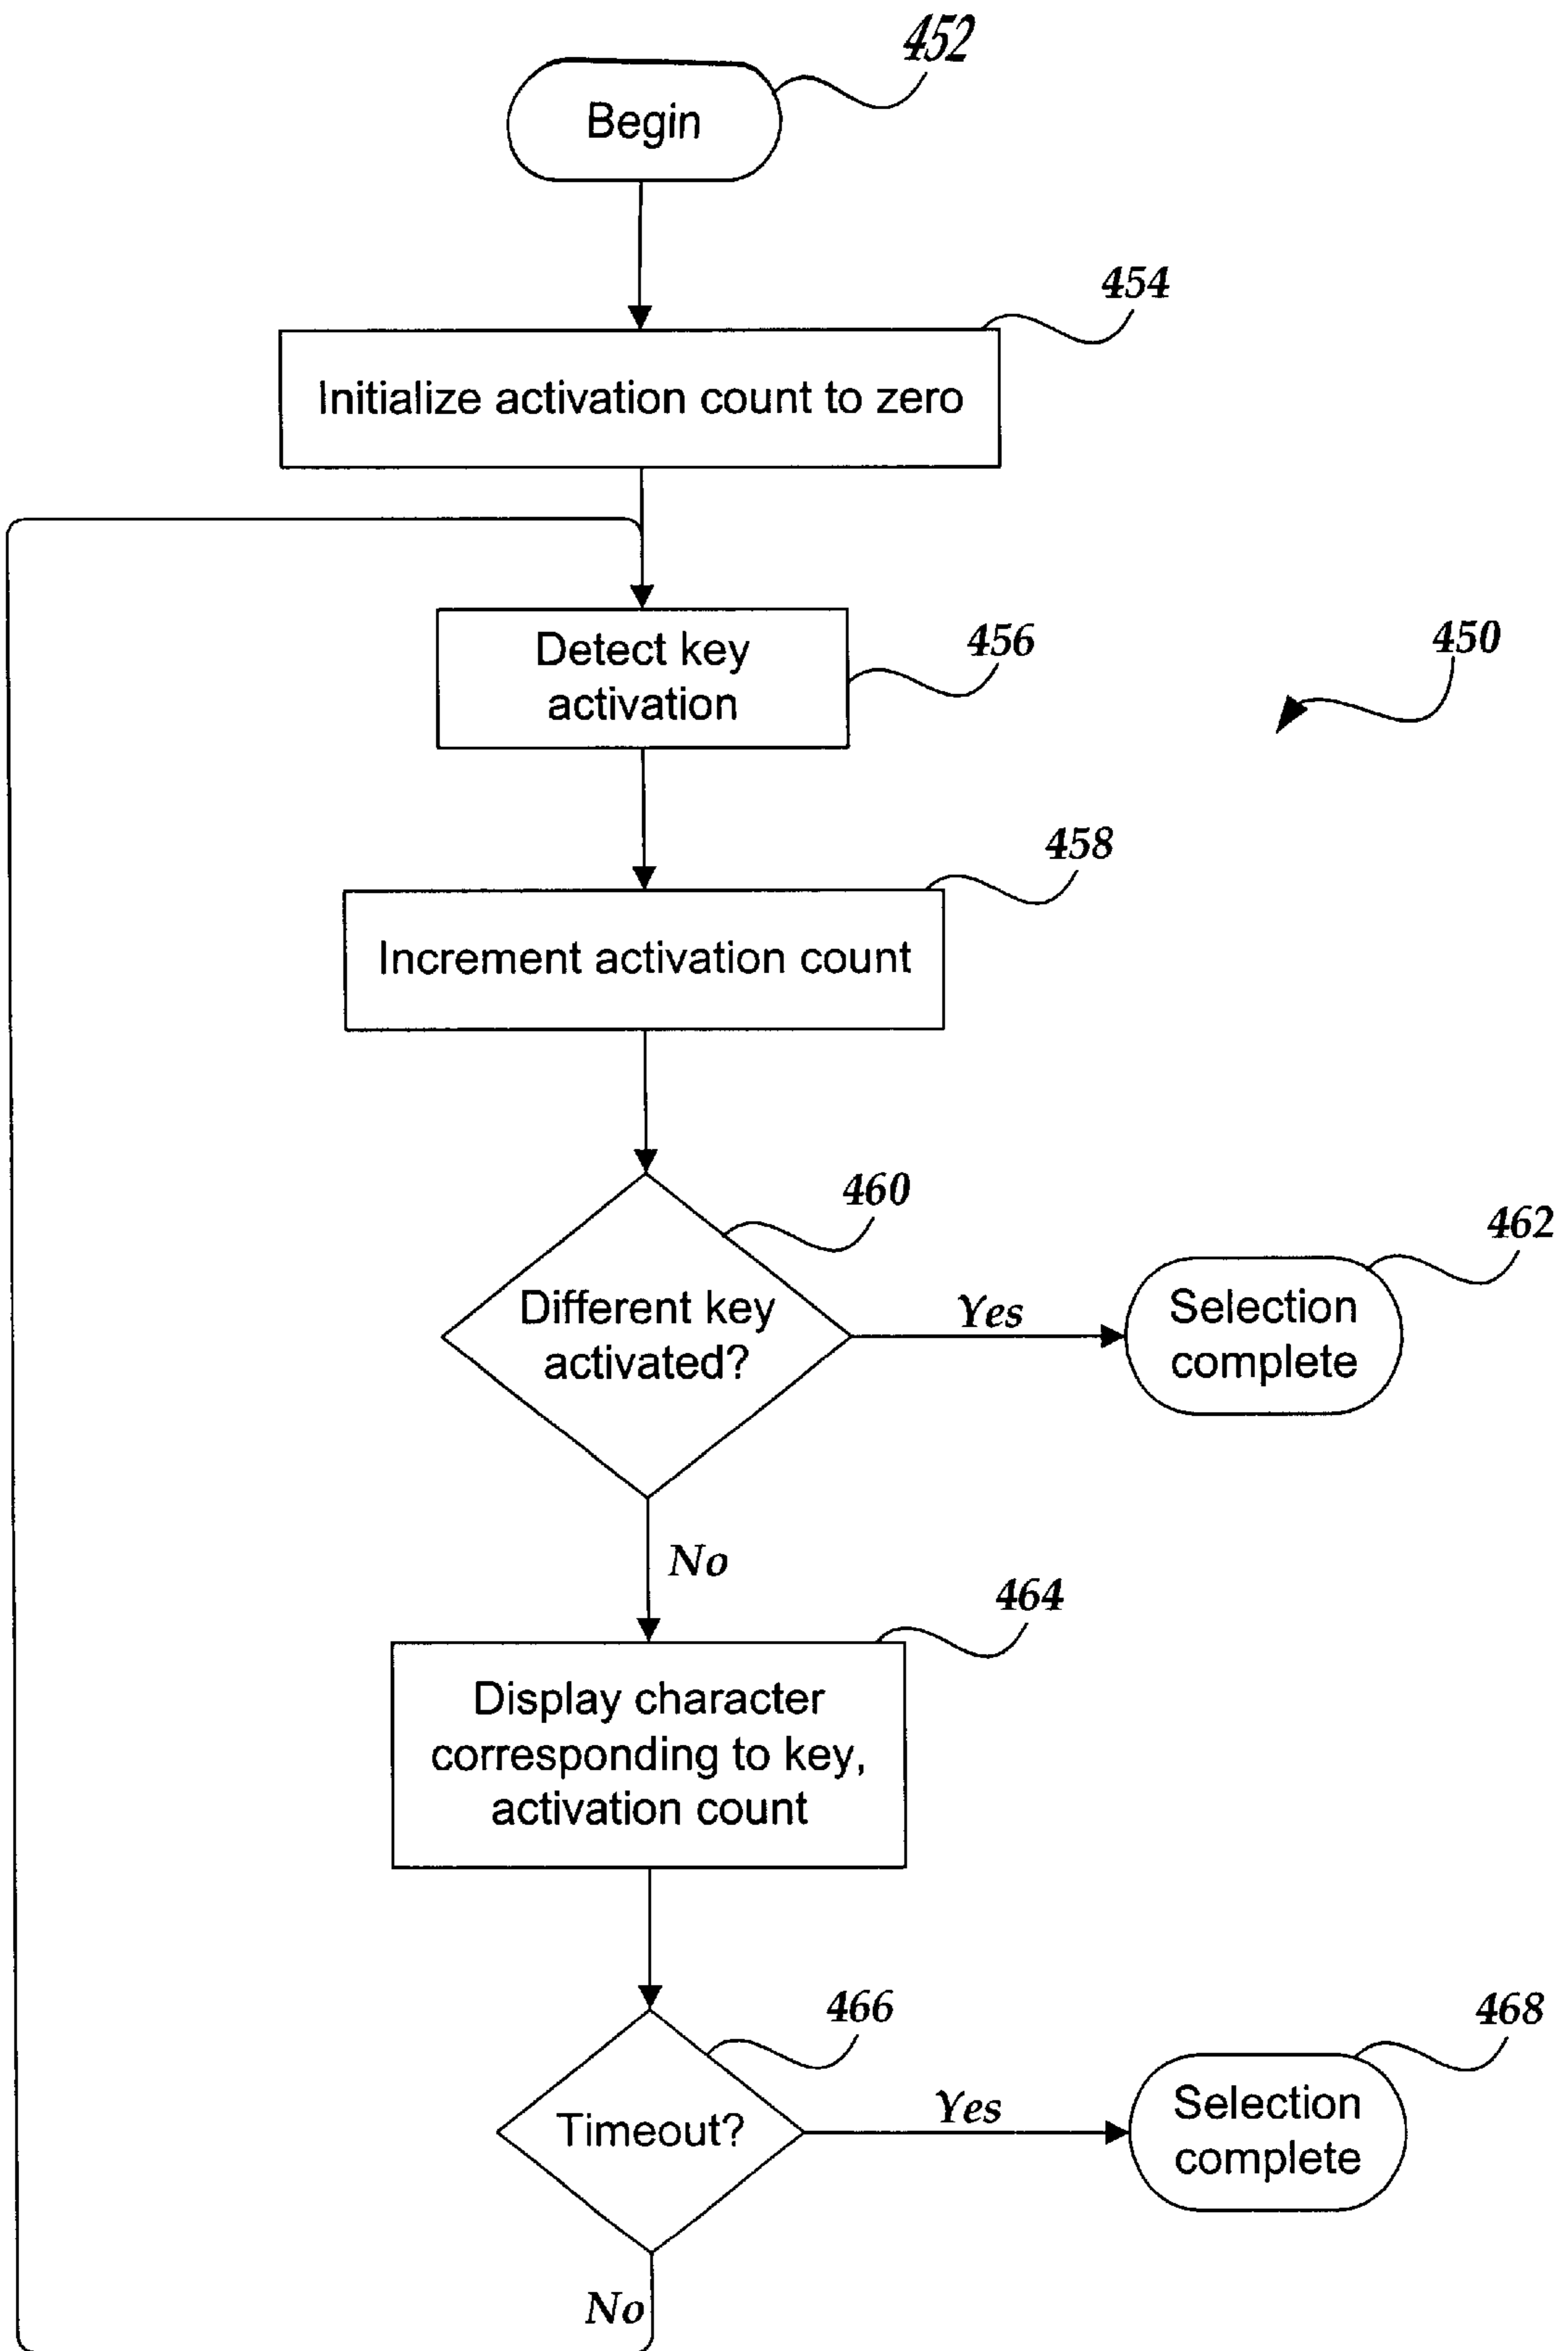 452
Begin
454
Initialize activation count to zero
456
Detect key
activation
450
458
Increment activation count
460
462
Different key
activated?
Yes
Selection
complete
No
464
Display character
corresponding to key,
activation count
466
468
Timeout?
Yes
Selection
complete
No